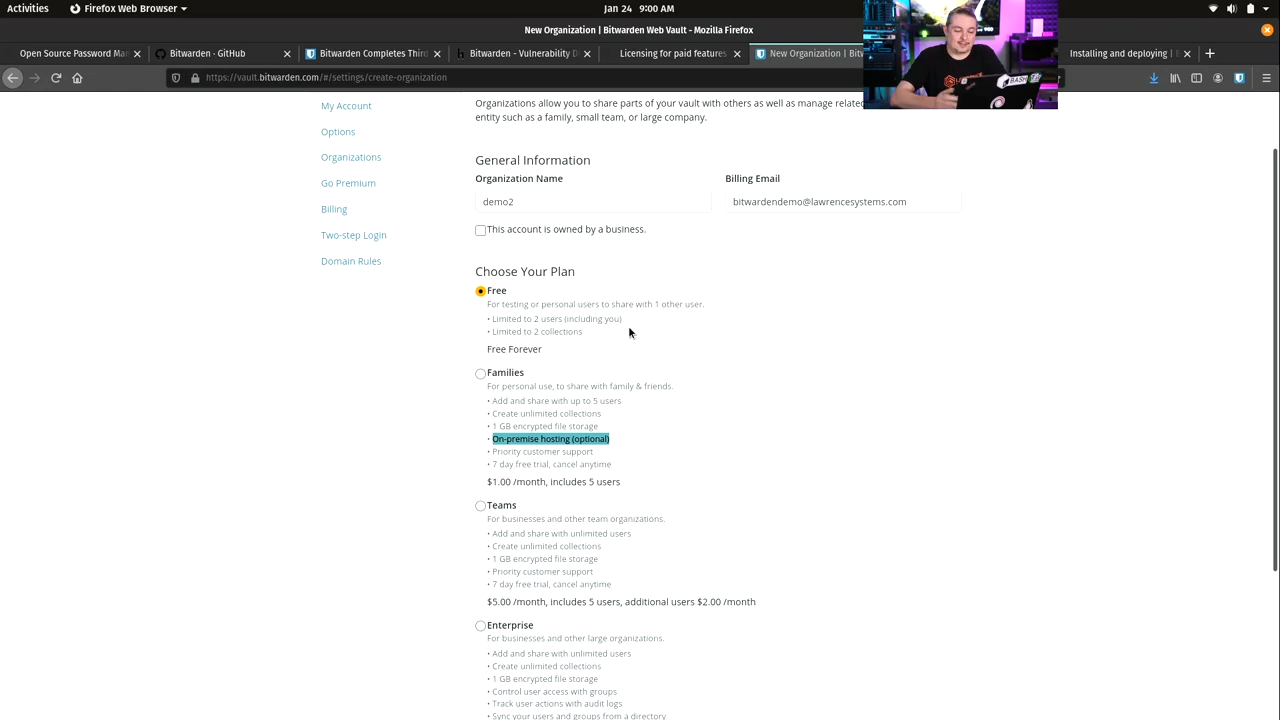 Activities
Firefox Web Browser
Jan 24 9:00 AM
New Organization | Bitwarden Web Vault - Mozilla Firefox
Open Source Password Man
Bitwarden · GitHub
Bitwarden Completes Thi
Bitwarden - Vulnerability D
Licensing for paid feature
New Organization | Bitw
Installing and deploying |
https://vault.bitwarden.com/#/settings/create-organization
My Account
Options
Organizations
Go Premium
Billing
Two-step Login
Domain Rules
Organizations allow you to share parts of your vault with others as well as manage
entity such as a family, small team, or large company.
General Information
Organization Name
Billing Email
demo2
bitwardendemo@lawrencesystems.com
This account is owned by a business.
Choose Your Plan
Free
For testing or personal users to share with 1 other user.
• Limited to 2 users (including you)
• Limited to 2 collections
Free Forever
Families
For personal use, to share with family & friends.
• Add and share with up to 5 users
• Create unlimited collections
• 1 GB encrypted file storage
• On-premise hosting (optional)
• Priority customer support
• 7 day free trial, cancel anytime
$1.00 /month, includes 5 users
Teams
For businesses and other team organizations.
• Add and share with unlimited users
• Create unlimited collections
• 1 GB encrypted file storage
• Priority customer support
• 7 day free trial, cancel anytime
$5.00 /month, includes 5 users, additional users $2.00 /month
Enterprise
For businesses and other large organizations.
• Add and share with unlimited users
• Create unlimited collections
• 1 GB encrypted file storage
• Control user access with groups
• Track user actions with audit logs
• Sync your users and groups from a directory
BASH